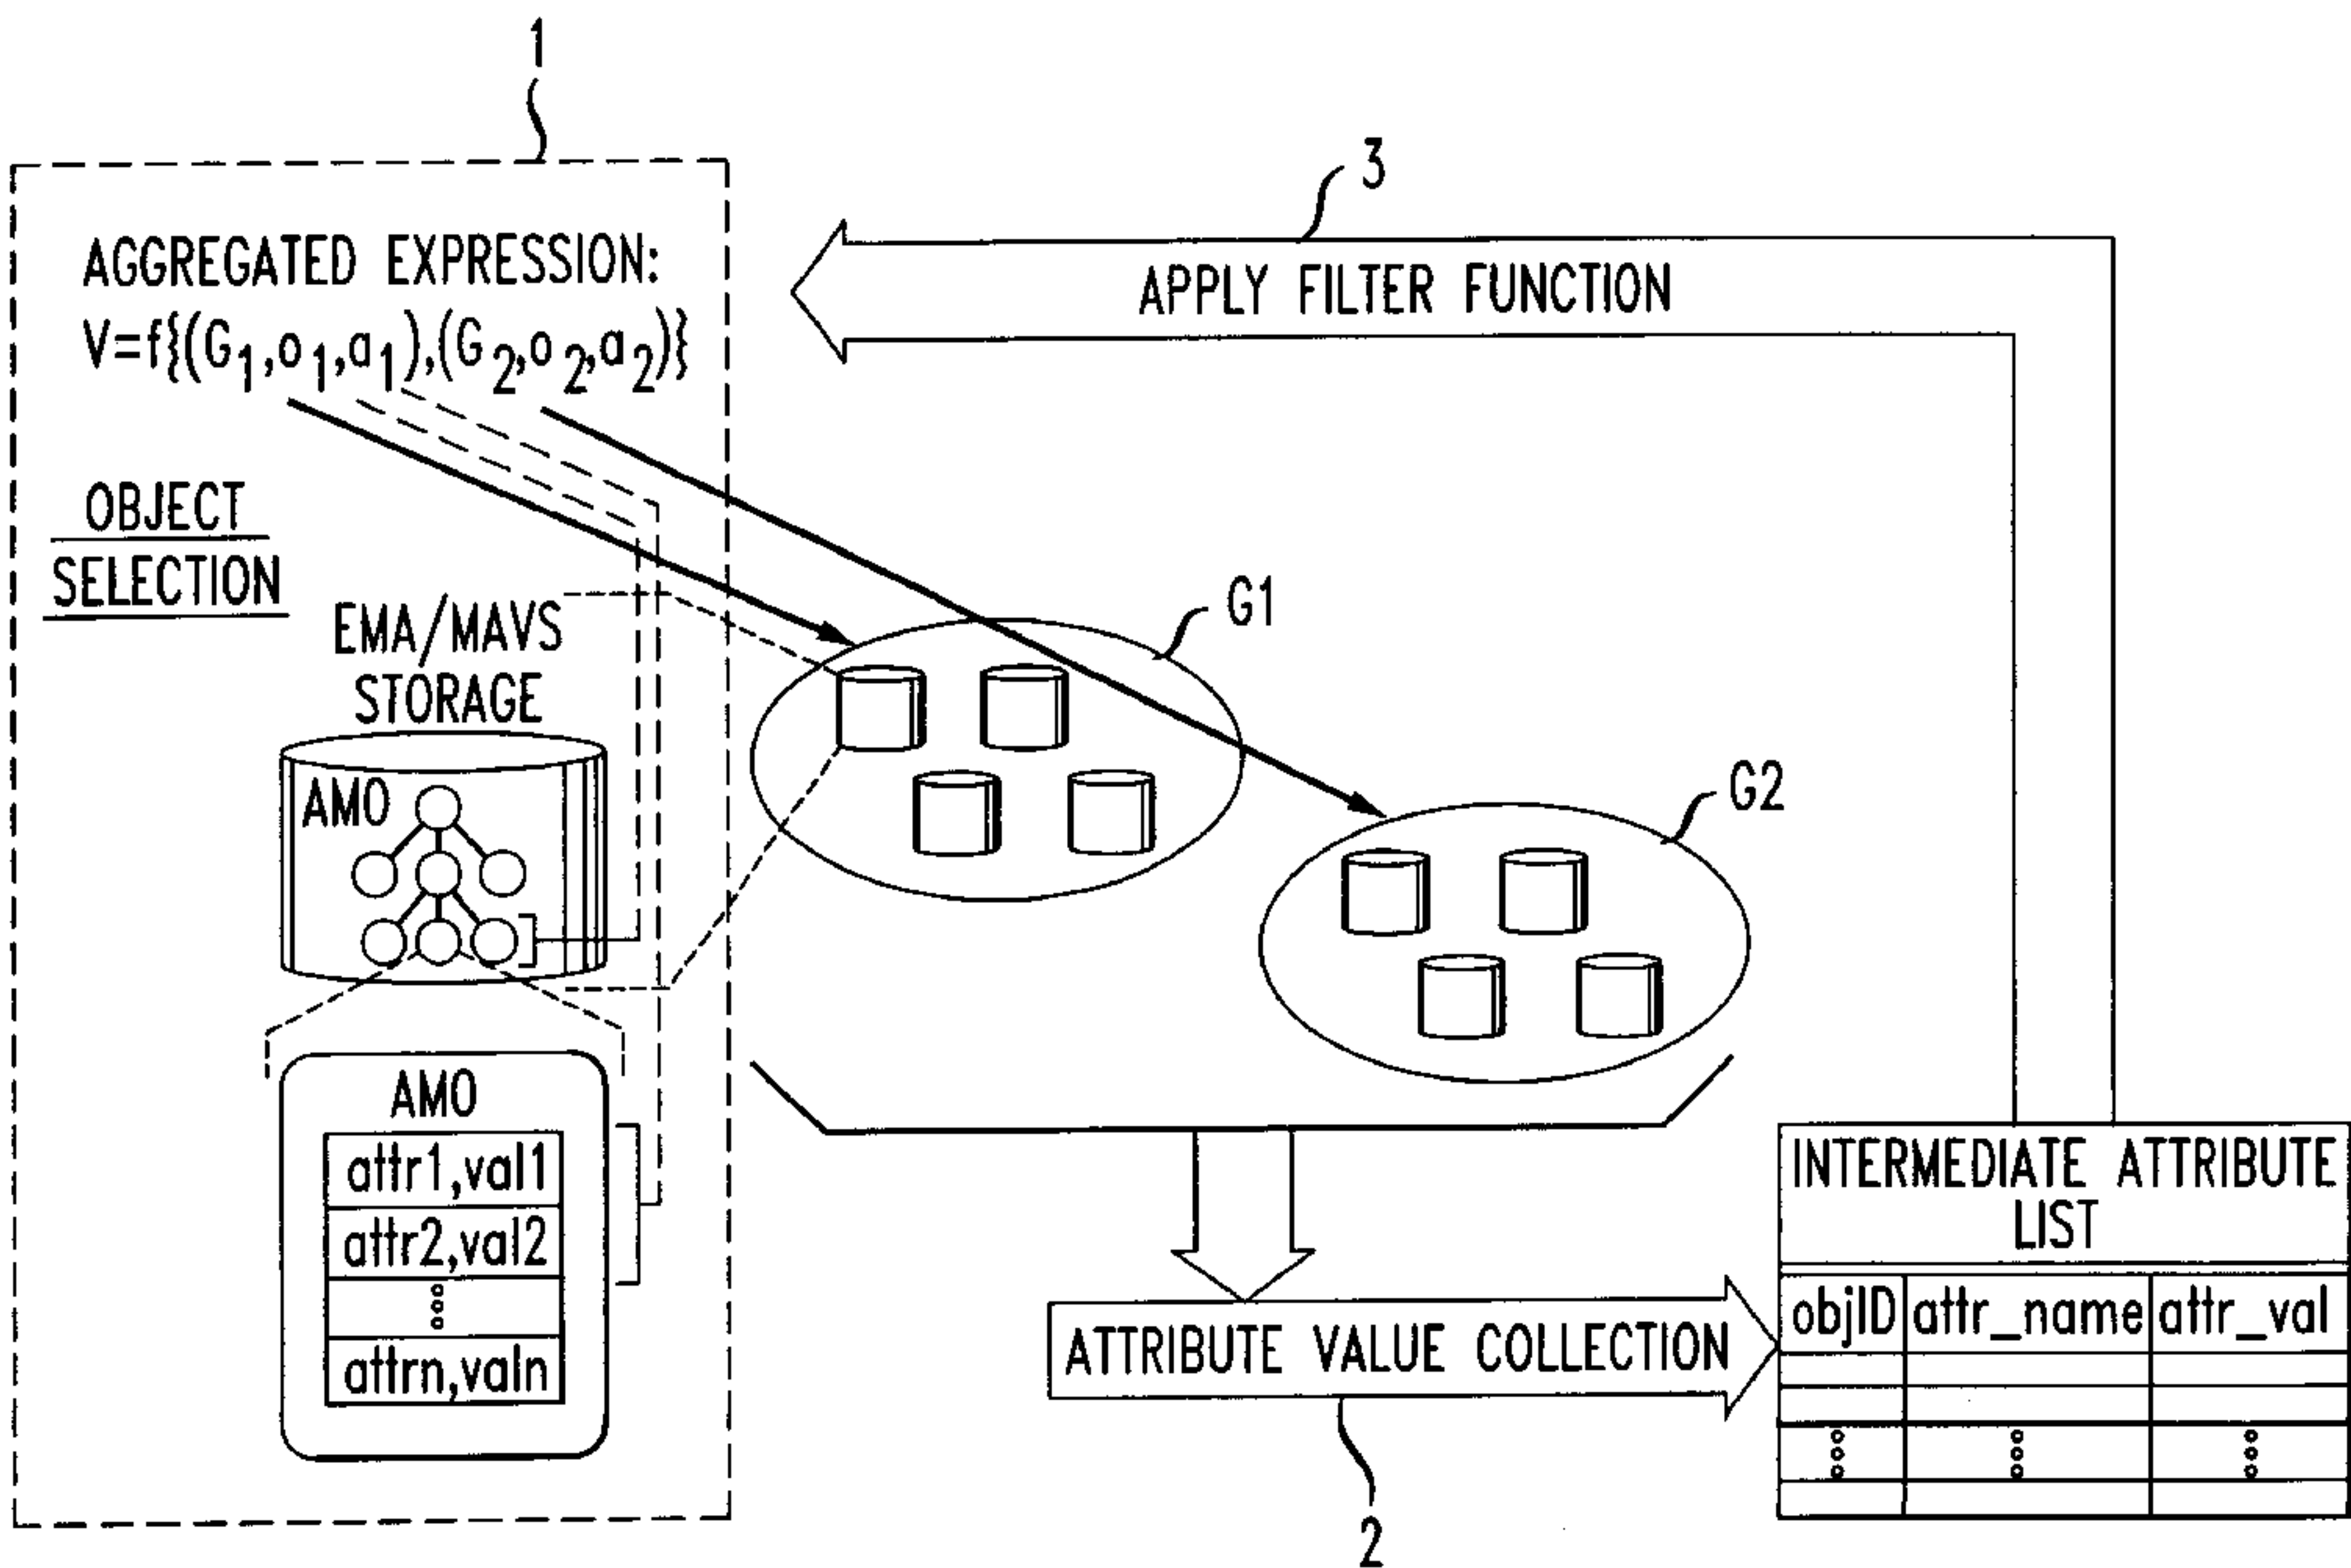 1
3
AGGREGATED EXPRESSION:
V=f{(G1,o1,a1),(G2,o2,a2)}
APPLY FILTER FUNCTION
OBJECT
SELECTION
EMA/MAVS
STORAGE
G1
AMO
G2
AMO
attr1,val1
attr2,val2
attrn,valn
INTERMEDIATE ATTRIBUTE
LIST
objID attr_name attr_val
ATTRIBUTE VALUE COLLECTION
2